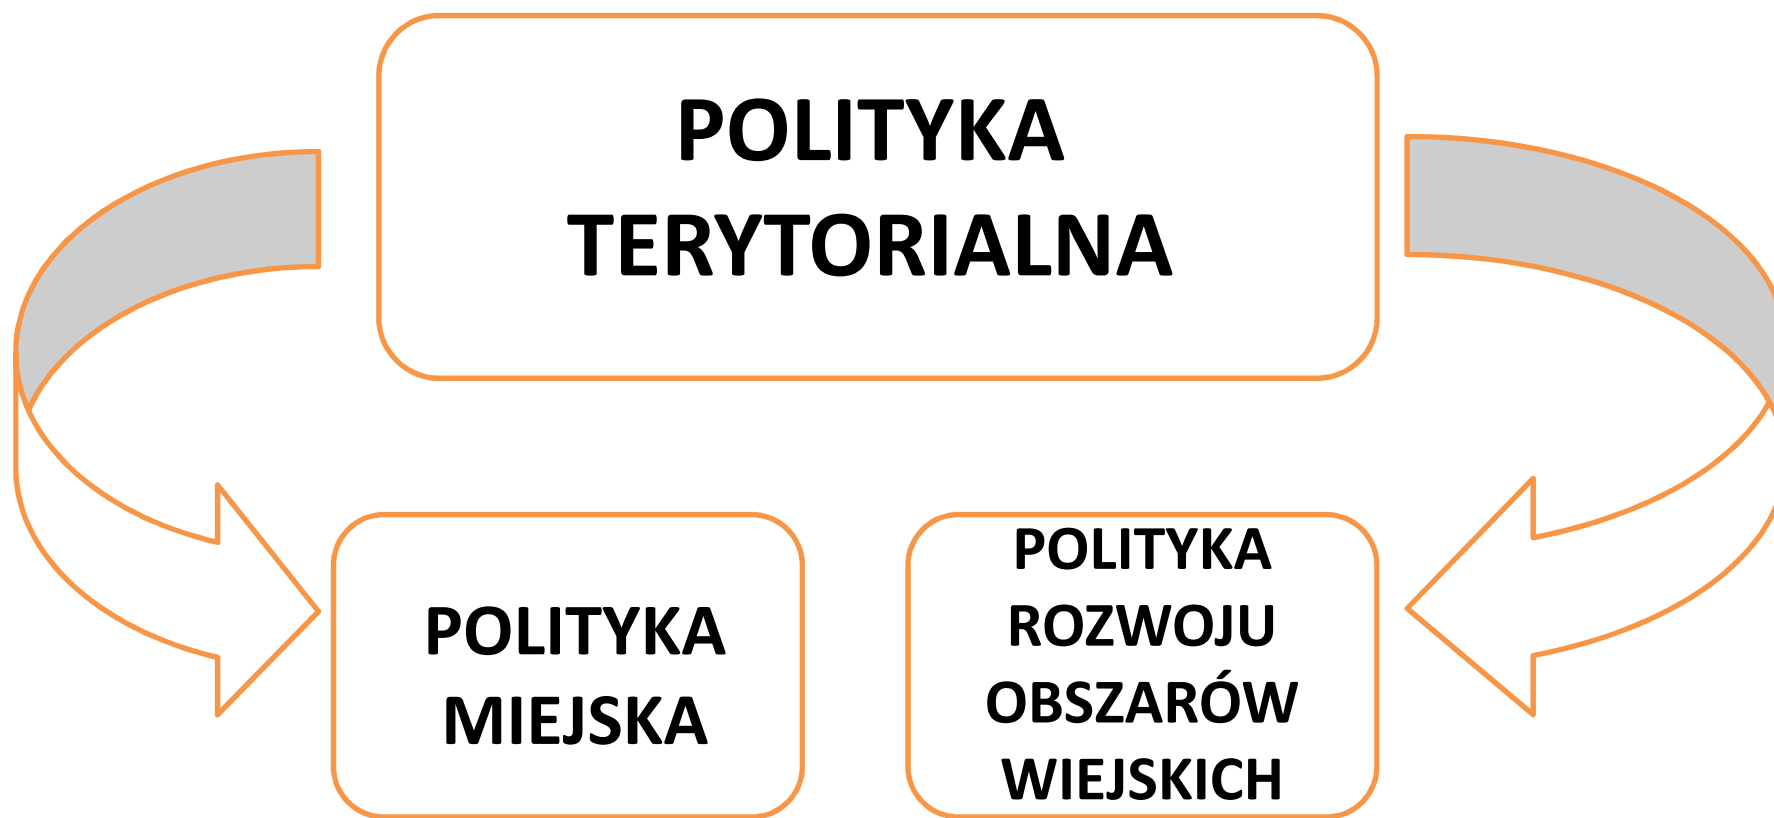 POLITYKA
TERYTORIALNA
POLITYKA
MIEJSKA
POLITYKA
ROZWOJU
OBSZARÓW
WIEJSKICH